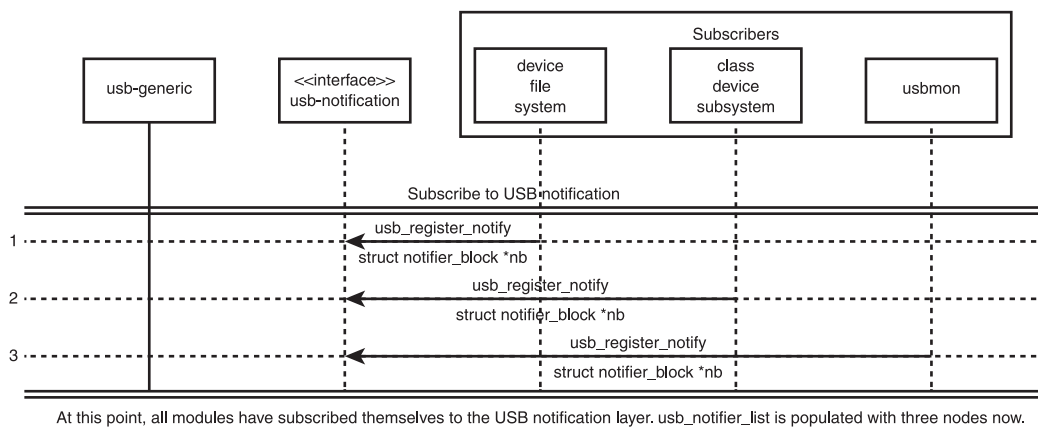 Subscribers
usb-generic
<<interface>>
usb-notification
device
file
system
class
device
subsystem
usbmon
Subscribe to USB notification
1
usb_register_notify
struct notifier_block *nb
2
usb_register_notify
struct notifier_block *nb
3
usb_register_notify
struct notifier_block *nb
At this point, all modules have subscribed themselves to the USB notification layer. usb_notifier_list is populated with three nodes now.